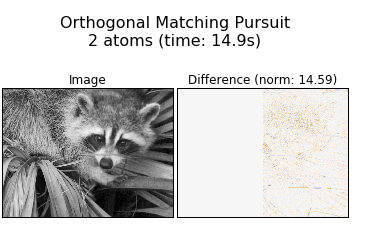 Orthogonal Matching Pursuit
2 atoms (time: 14.9s)
Image
Difference (norm: 14.59)